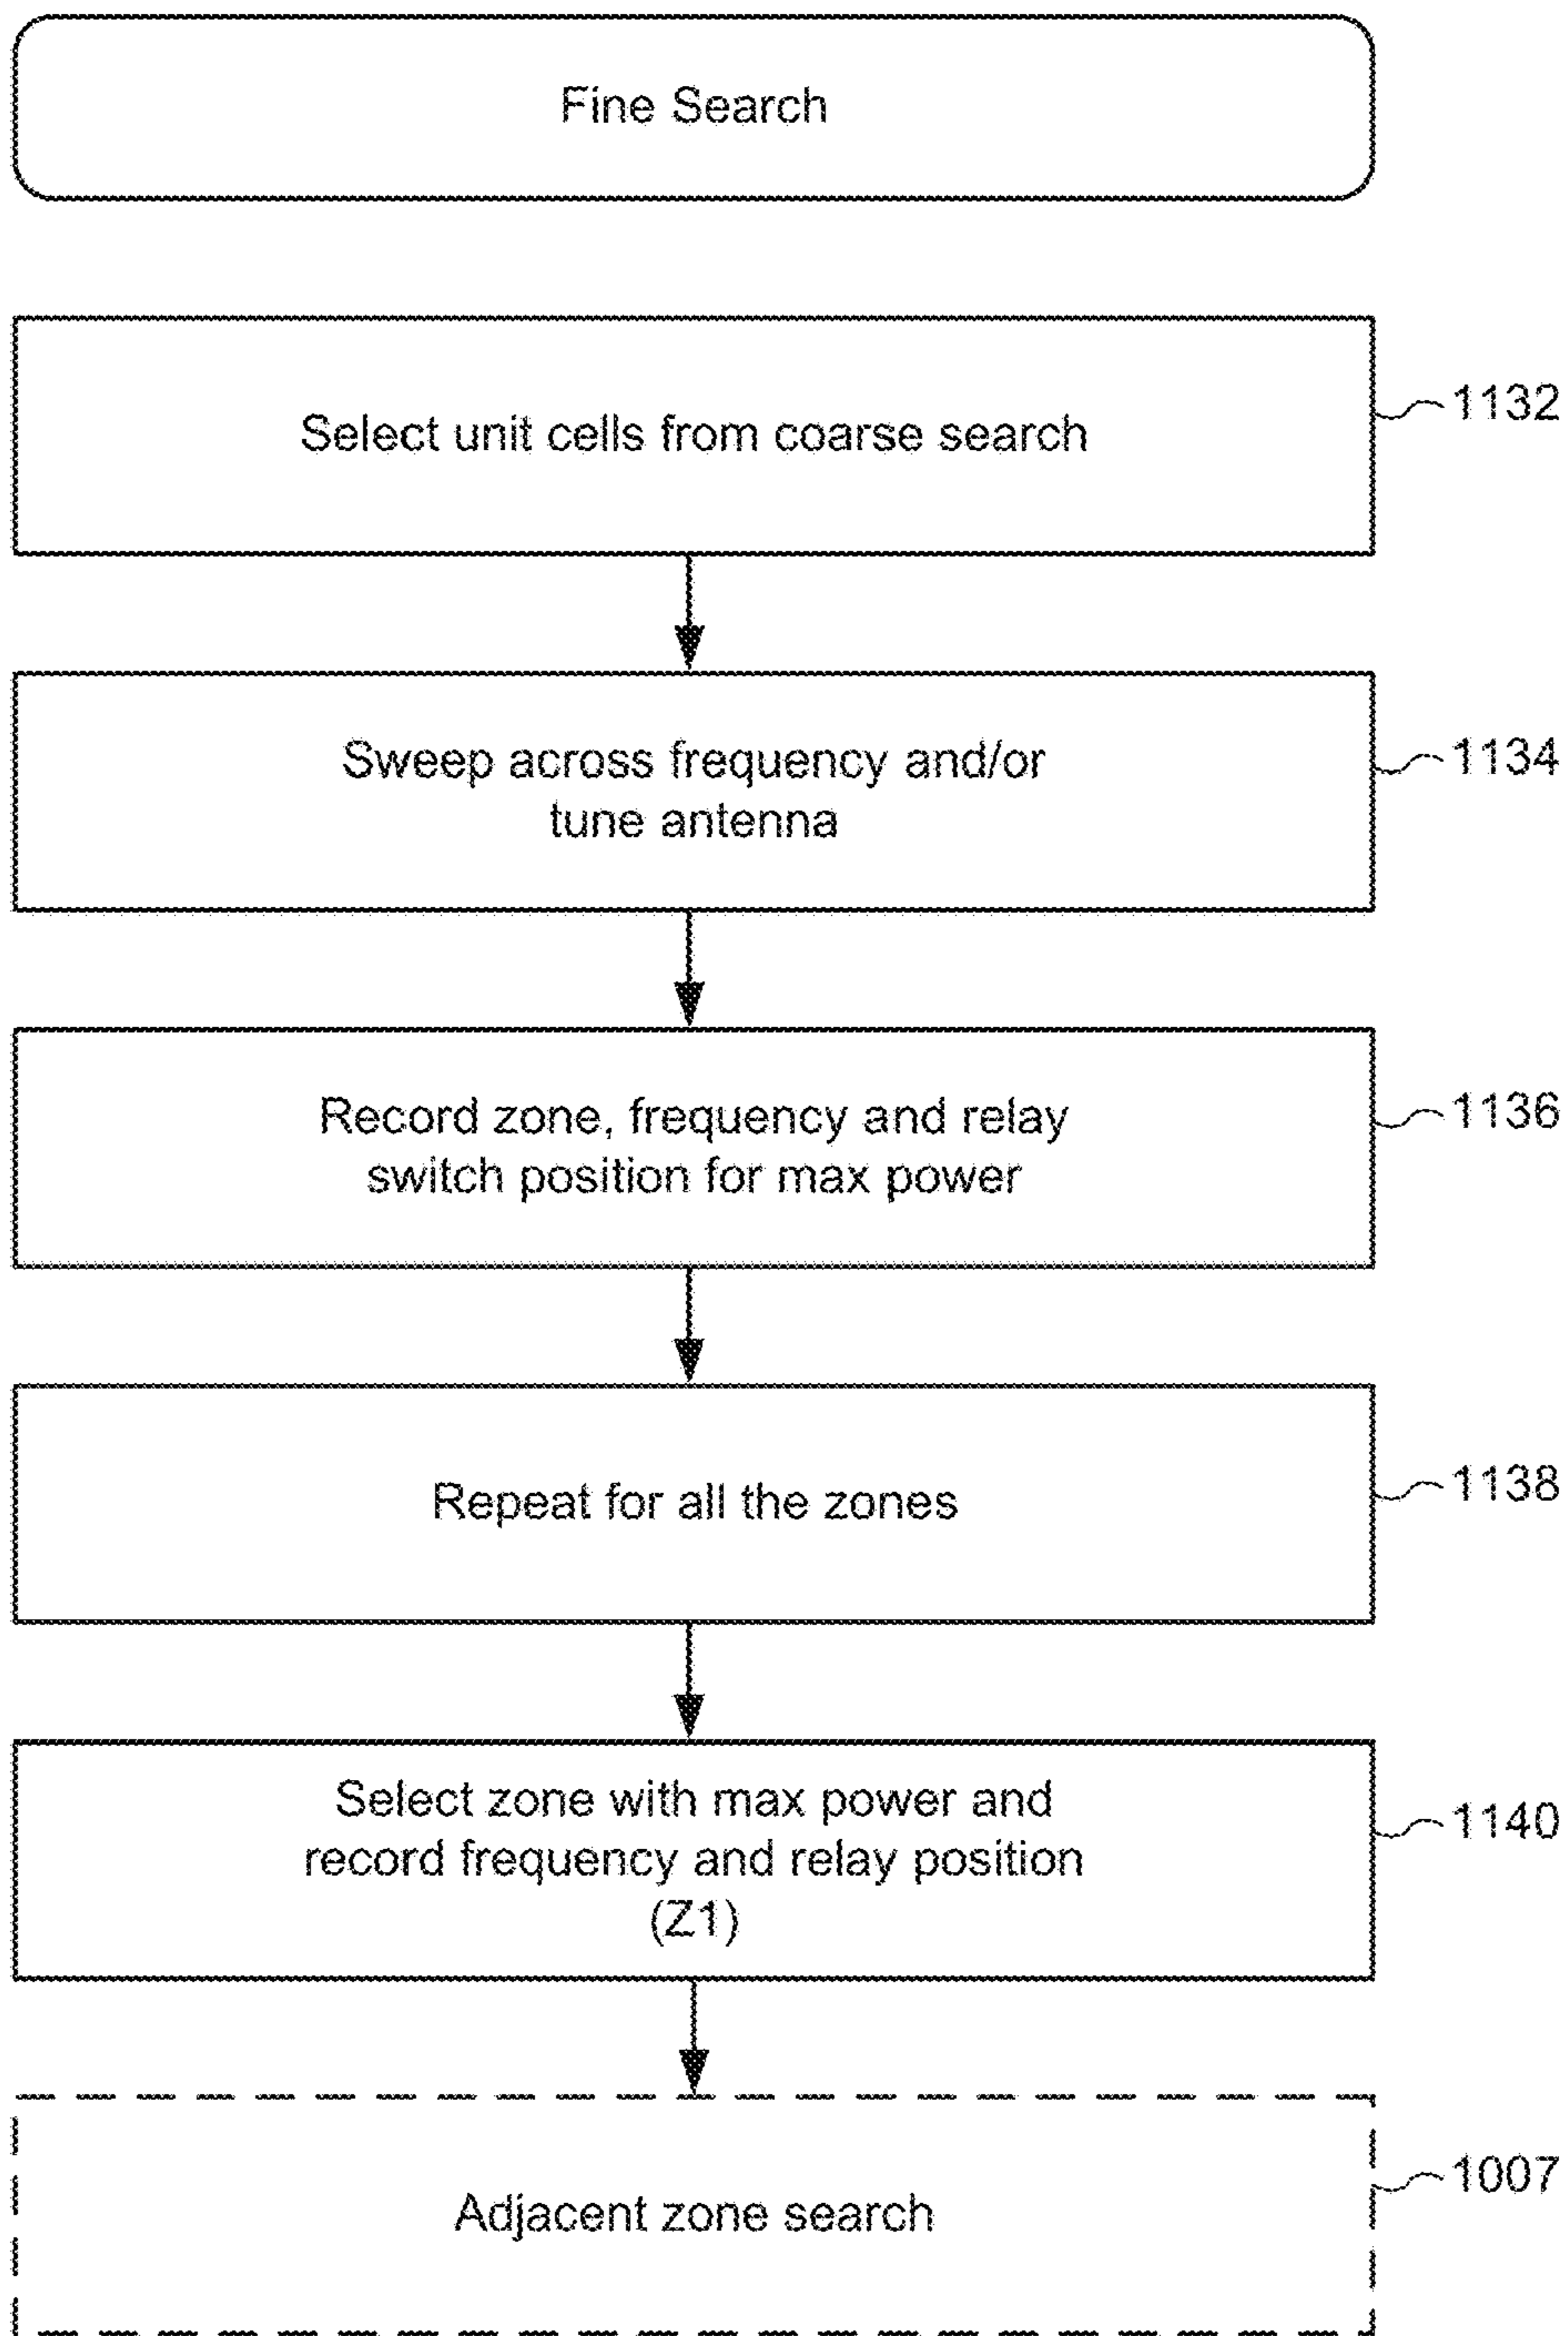 Fine Search
Select unit cells from coarse search
1132
Sweep across frequency and/or
tune antenna
1134
Record zone, frequency and relay
switch position for max power
1136
Repeat for all the zones
1138
Select zone with max power and
record frequency and relay position
(Z1)
1140
Adjacent zone search
1007